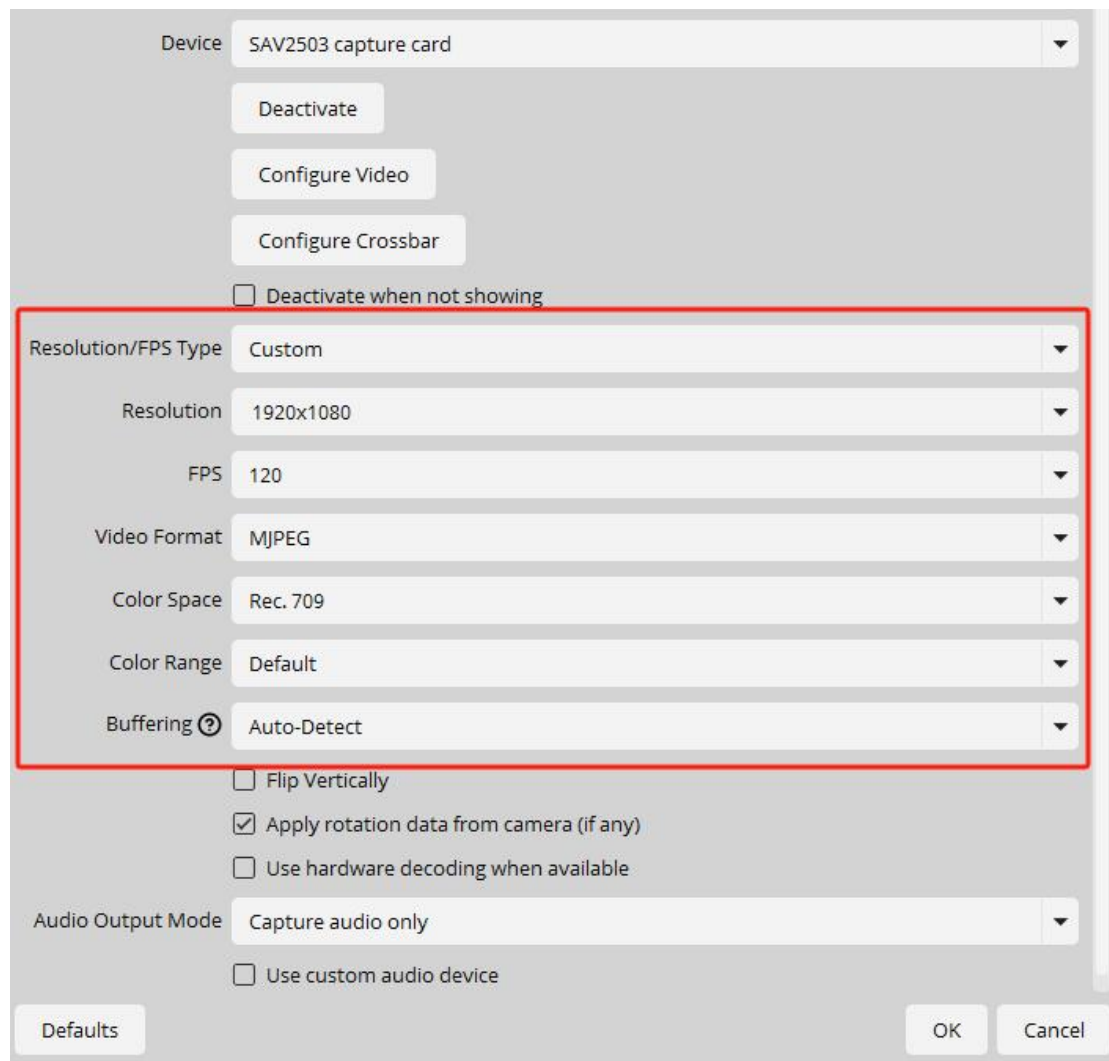 Device SAV2503 capture card
Deactivate
Configure Video
Configure Crossbar
Deactivate when not showing
Resolution/FPS Type Custom
Resolution 1920x1080
FPS 120
Video Format MJPEG
Color Space Rec. 709
Color Range Default
Buffering ? Auto-Detect
Flip Vertically
Apply rotation data from camera (if any)
Use hardware decoding when available
Audio Output Mode Capture audio only
Use custom audio device
Defaults OK Cancel